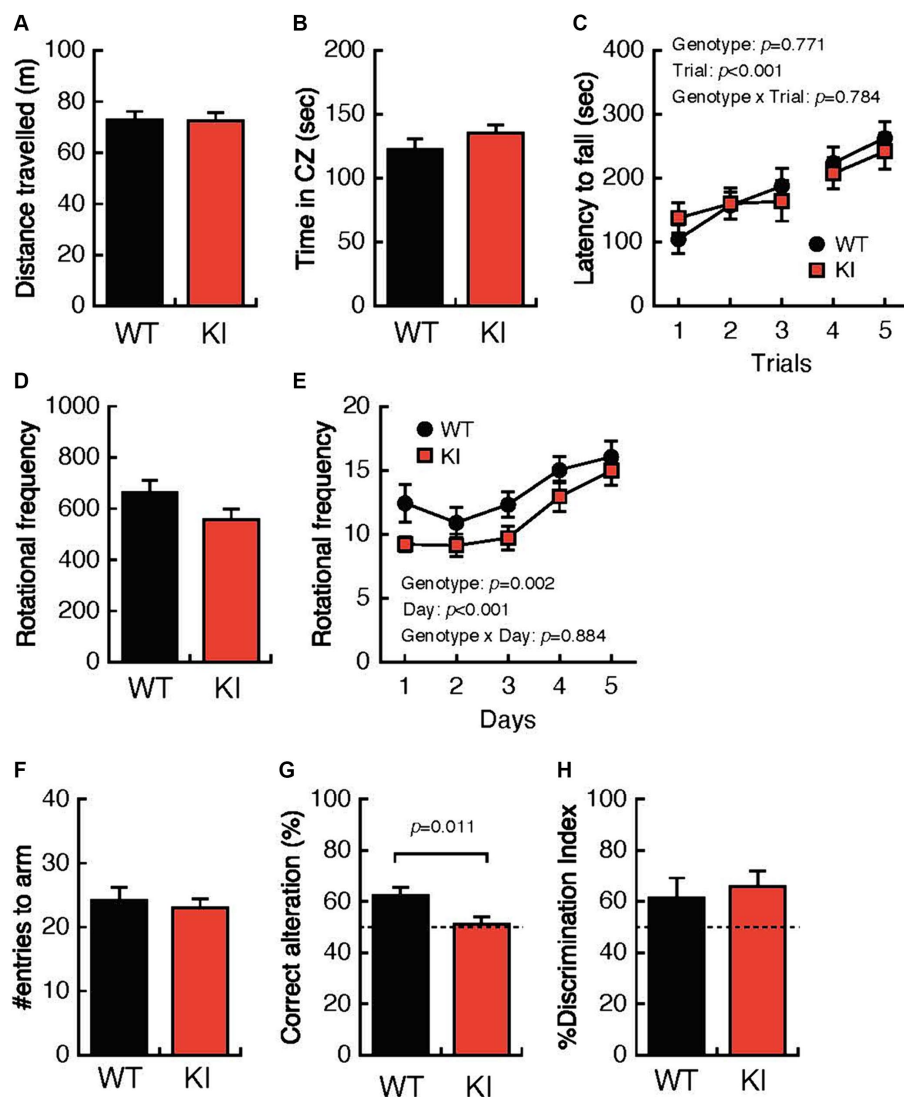 A
Distance travelled (m)
100
80
60
40
20
0
WT KI
B
Time in CZ (sec)
200
150
100
50
0
WT KI
C
Latency to fall (sec)
400
300
200
100
0
Genotype: p=0.771
Trial: p<0.001
Genotype x Trial: p=0.784
WT
KI
1 2 3 4 5
Trials
D
Rotational frequency
1000
800
600
400
200
0
WT KI
E
Rotational frequency
20
15
10
5
0
WT
KI
Genotype: p=0.002
Day: p<0.001
Genotype x Day: p=0.884
1 2 3 4 5
Days
F
#entries to arm
40
30
20
10
0
WT KI
G
Correct alteration (%)
100
80
60
40
20
0
p=0.011
WT KI
H
%Discrimination Index
100
80
60
40
20
0
WT KI